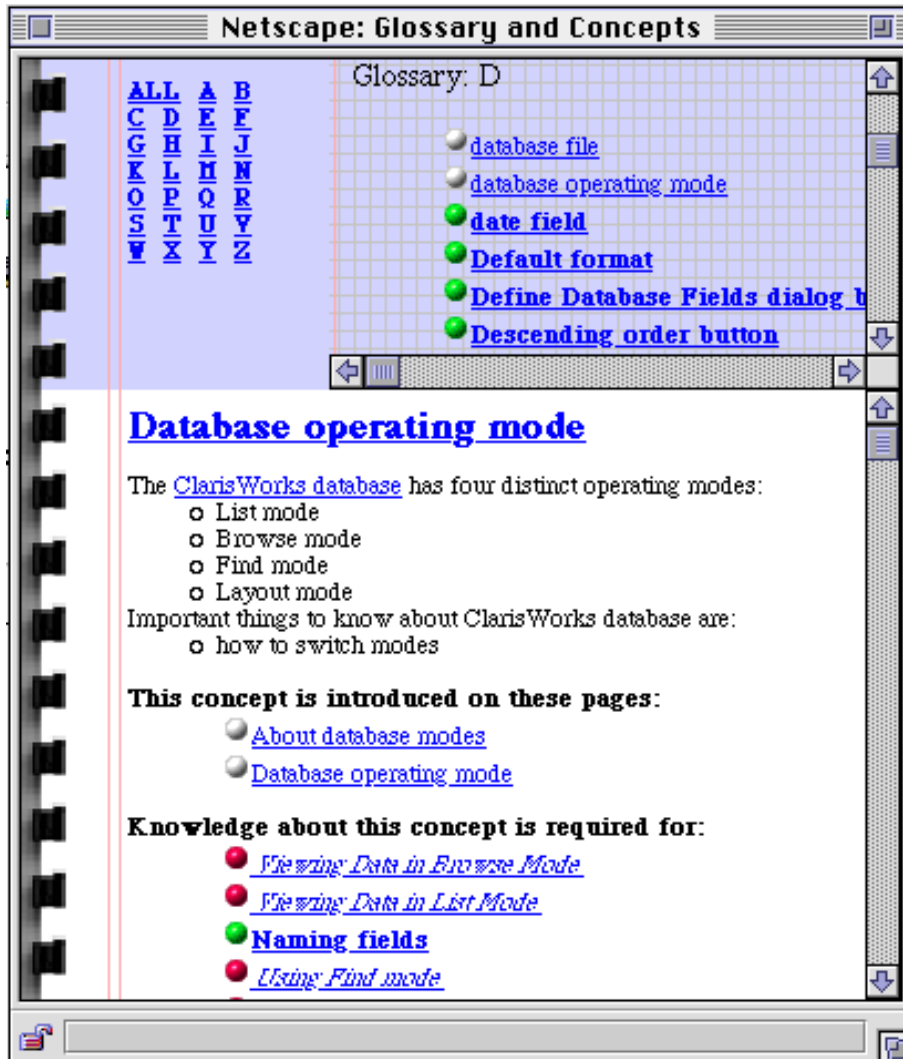 Netscape: Glossary and Concepts
ALL A B
C D E F
G H I J
K L M N
O P Q R
S T U V
W X Y Z
Glossary: D
database file
database operating mode
date field
Default format
Define Database Fields dialog b
Descending order button
Database operating mode
The ClarisWorks database has four distinct operating modes:
List mode
Browse mode
Find mode
Layout mode
Important things to know about ClarisWorks database are:
how to switch modes
This concept is introduced on these pages:
About database modes
Database operating mode
Knowledge about this concept is required for:
Viewing Data in Browse Mode
Viewing Data in List Mode
Naming fields
Using Find mode